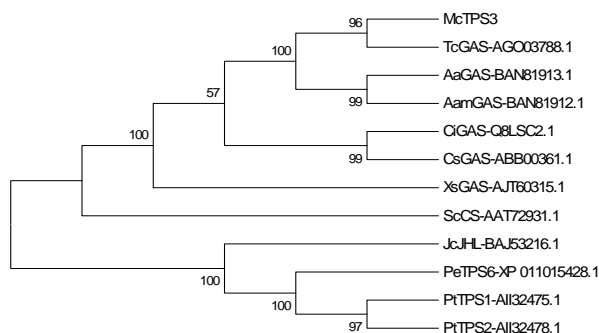 McTPS3
96
TcGAS-AGO03788.1
100
AaGAS-BAN81913.1
57
AamGAS-BAN81912.1
99
CiGAS-Q8LSC2.1
100
CsGAS-ABB00361.1
99
XsGAS-AJT60315.1
ScCS-AAT72931.1
JcJHL-BAJ53216.1
100
PeTPS6-XP 011015428.1
100
PtTPS1-AII32475.1
PtTPS2-AII32478.1
97